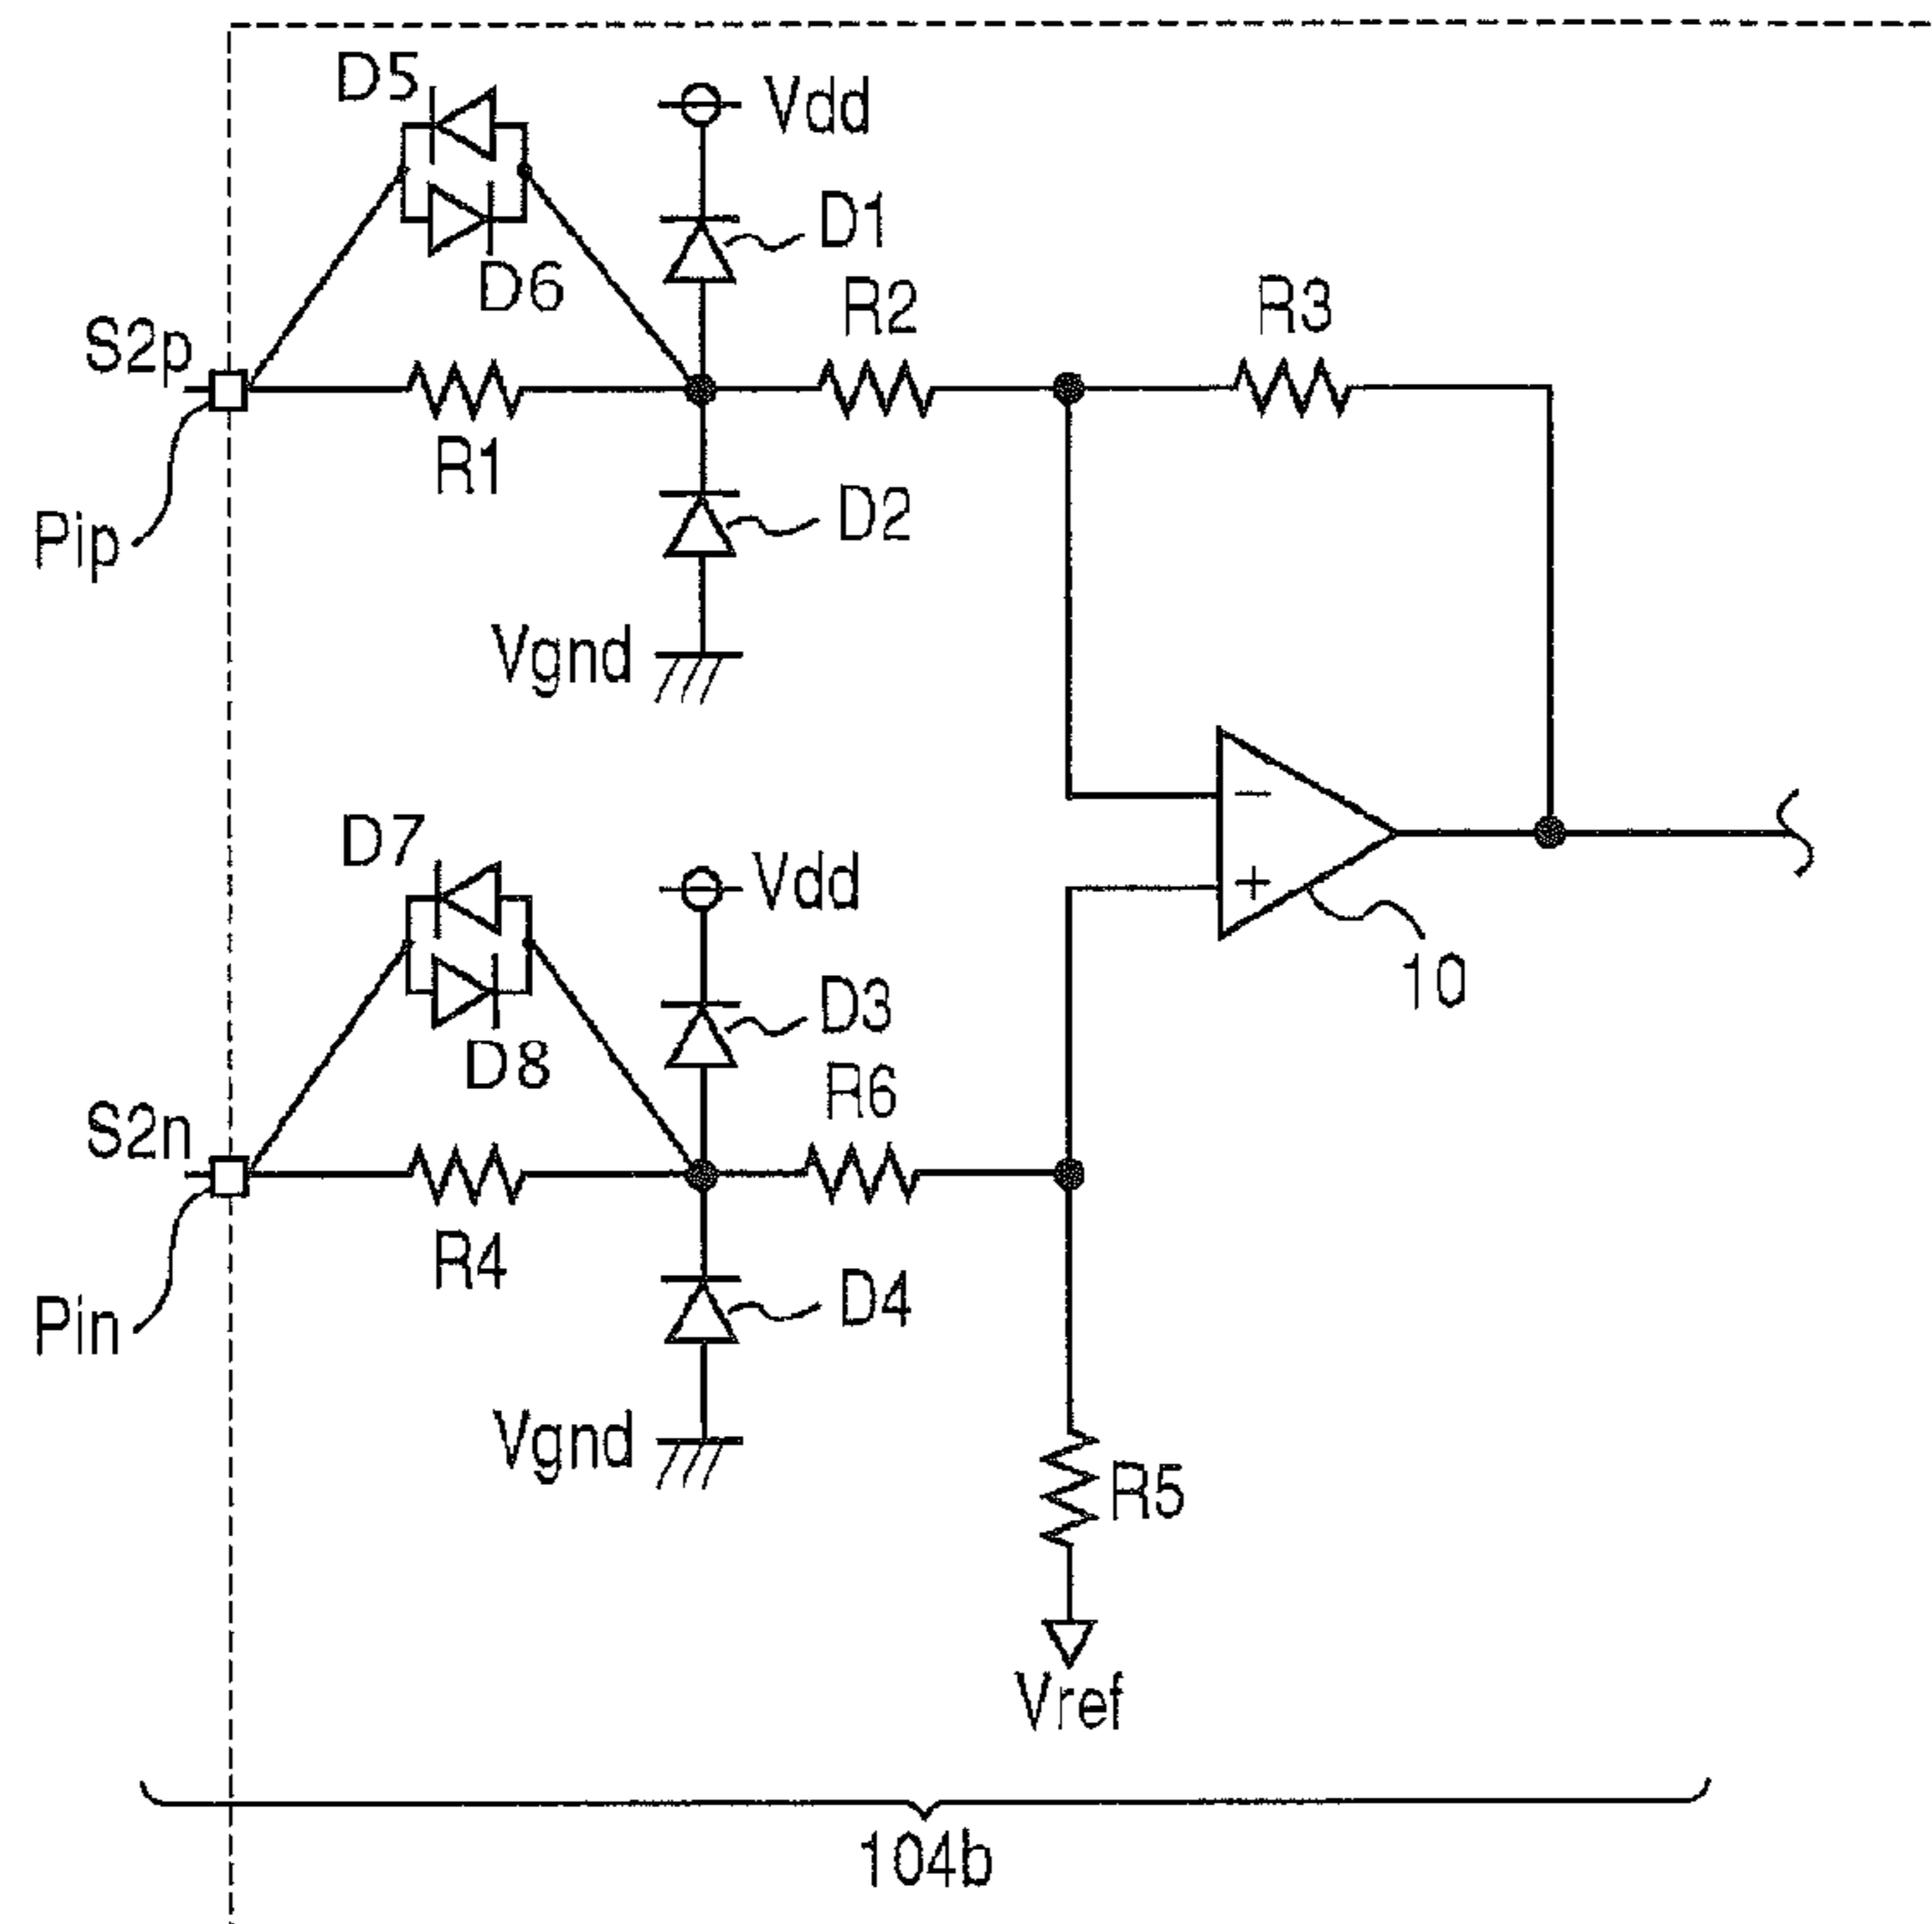 D5
Vdd
D1
D6
R2
R3
S2p
R1
D2
Pip
Vgnd
−
D7
Vdd
+
10
D3
D8
R6
S2n
R4
D4
Pin
Vgnd
R5
Vref
104b